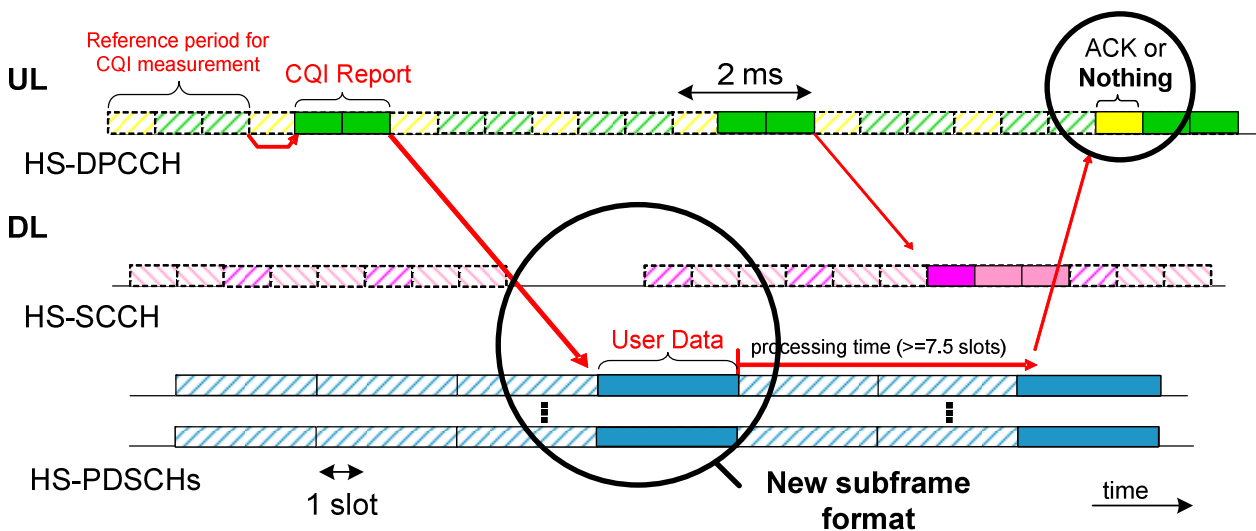 Reference period for
CQI measurement
UL
CQI Report
2 ms
ACK or
Nothing
HS-DPCCH
DL
HS-SCCH
User Data
processing time (>=7.5 slots)
HS-PDSCHs
1 slot
New subframe
format
time